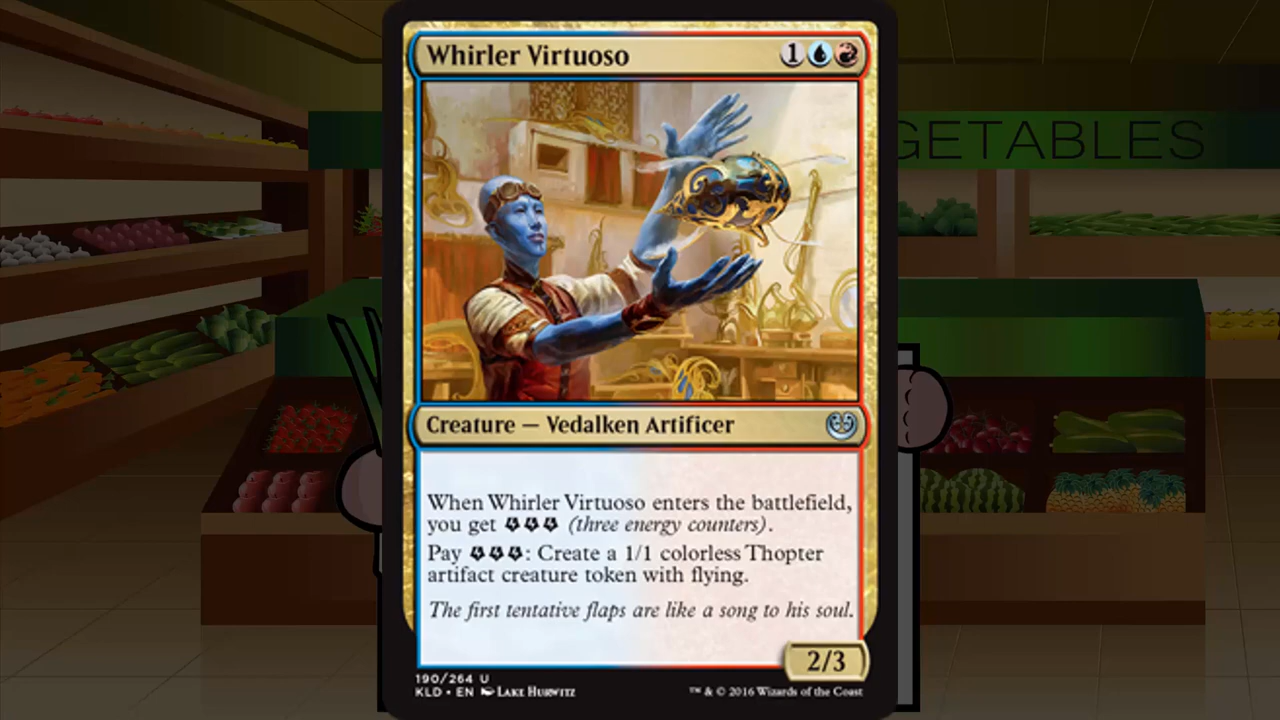 Whirler Virtuoso 1
GETABLES
Creature — Vedalken Artificer
When Whirler Virtuoso enters the battlefield,
you get (three energy counters).
Pay : Create a 1/1 colorless Thopter
artifact creature token with flying.
The first tentative flaps are like a song to his soul.
2/3
190/264 U
KLD • EN Lake Hurwitz
™ & © 2016 Wizards of the Coast